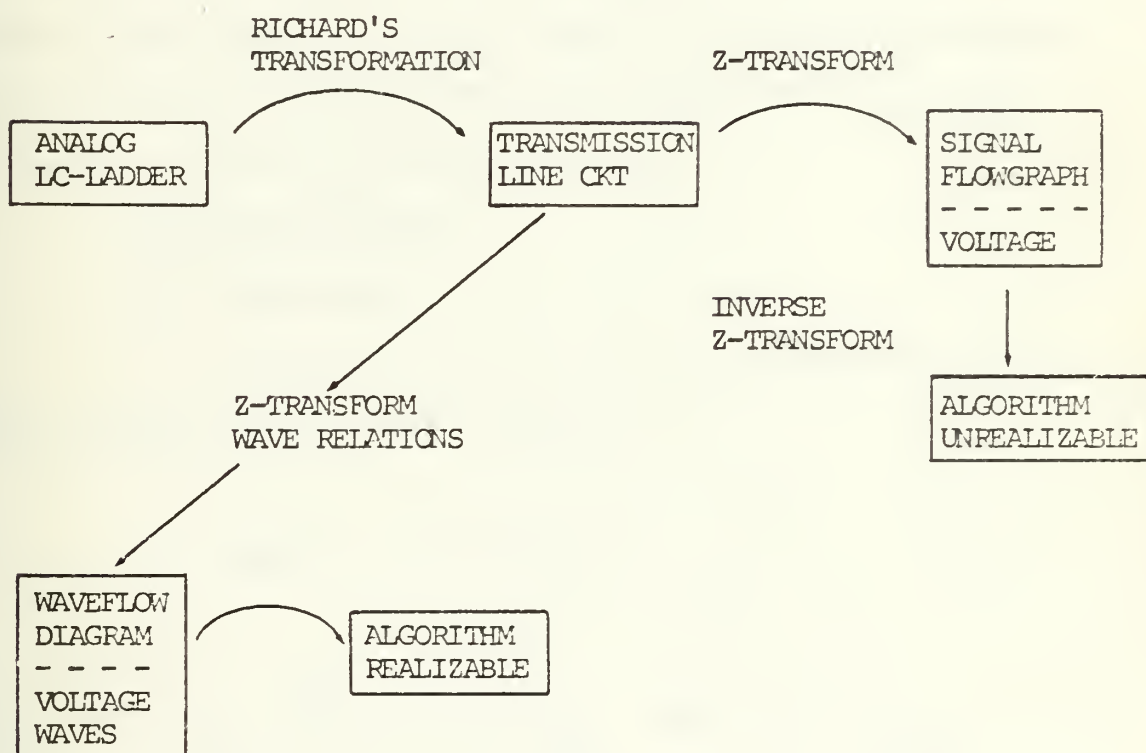 RICHARD'S
TRANSFORMATION
Z-TRANSFORM
ANALOG
LC-LADDER
TRANSMISSION
LINE CKT
SIGNAL
FLOWGRAPH
- - - - -
VOLTAGE
INVERSE
Z-TRANSFORM
ALGORITHM
UNREALIZABLE
Z-TRANSFORM
WAVE RELATIONS
WAVEFLOW
DIAGRAM
- - - -
VOLTAGE
WAVES
ALGORITHM
REALIZABLE